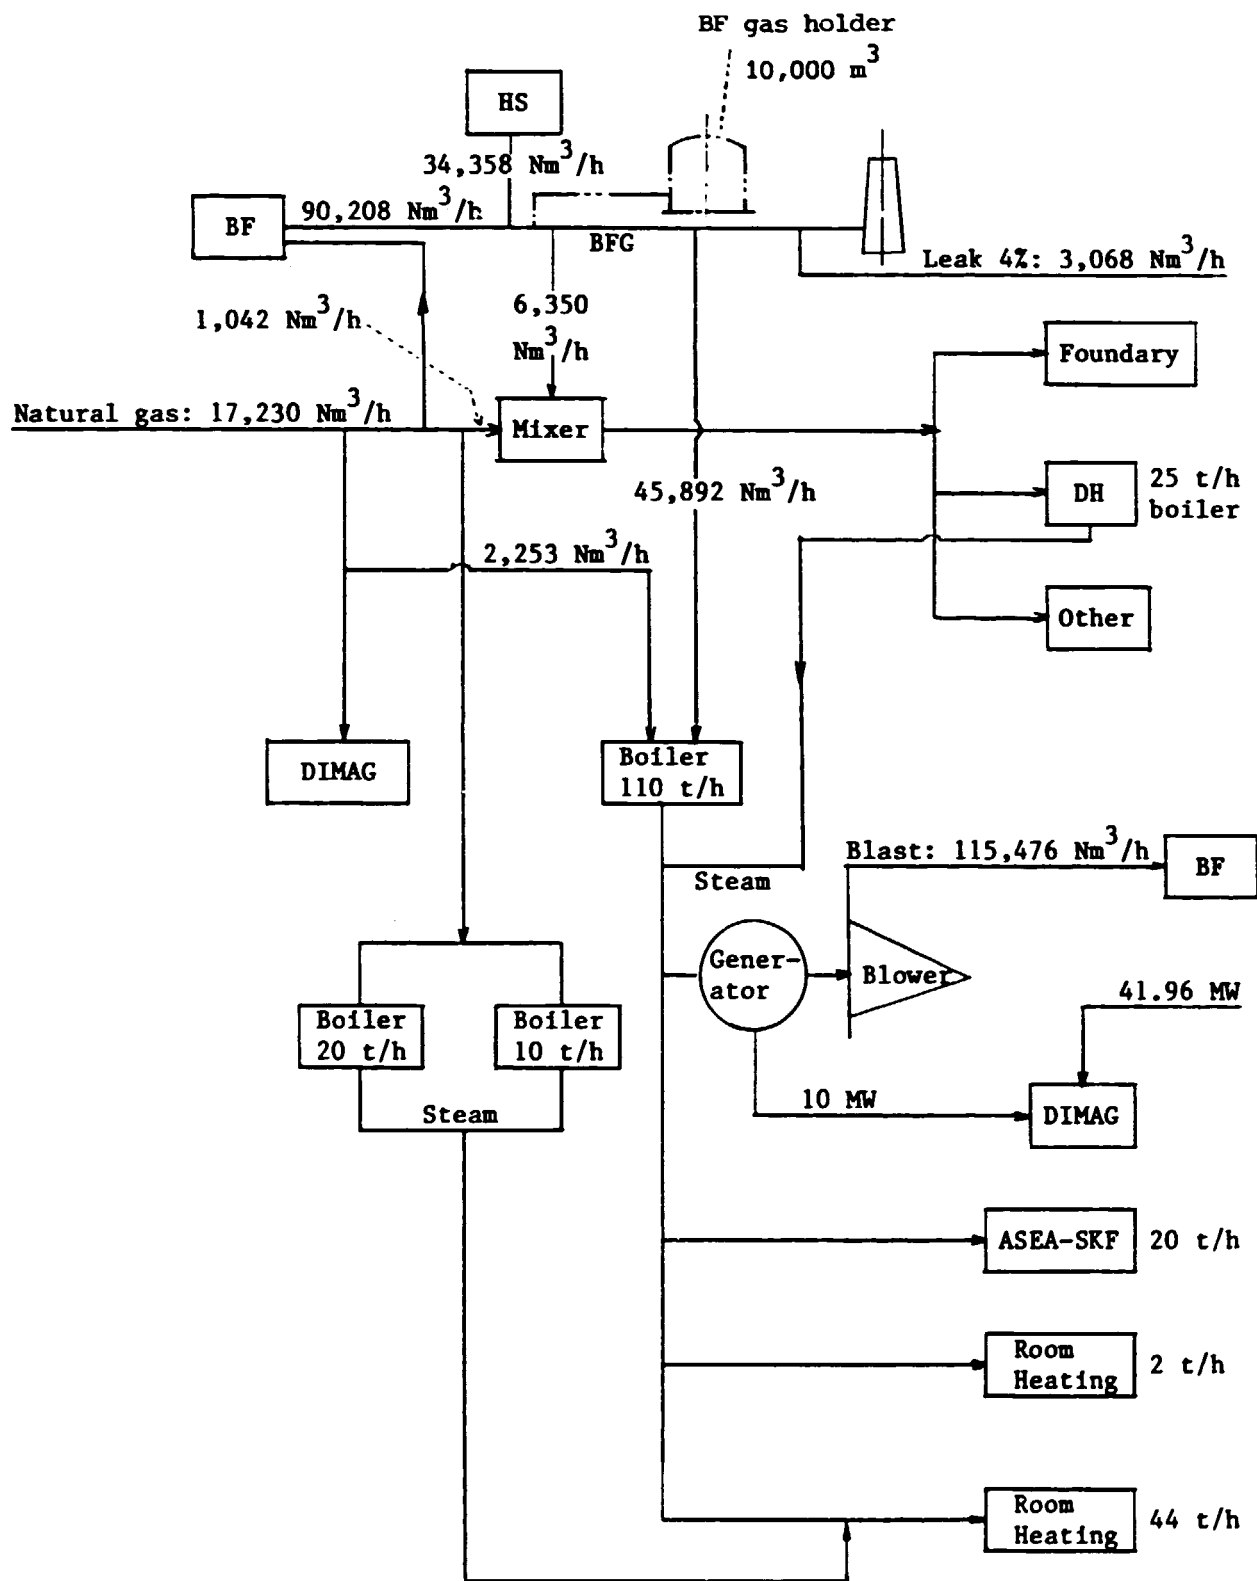 BF gas holder
10,000 m³
HS
34,358 Nm³/h
BF
90,208 Nm³/h
BFG
Leak 4%: 3,068 Nm³/h
1,042 Nm³/h
6,350
Nm³/h
Foundary
Natural gas: 17,230 Nm³/h
Mixer
45,892 Nm³/h
DH
25 t/h
boiler
2,253 Nm³/h
Other
DIMAG
Boiler
110 t/h
Blast: 115,476 Nm³/h
BF
Steam
Gener-
ator
Blower
41.96 MW
Boiler
20 t/h
Boiler
10 t/h
10 MW
DIMAG
Steam
ASEA-SKF
20 t/h
Room
Heating
2 t/h
Room
Heating
44 t/h